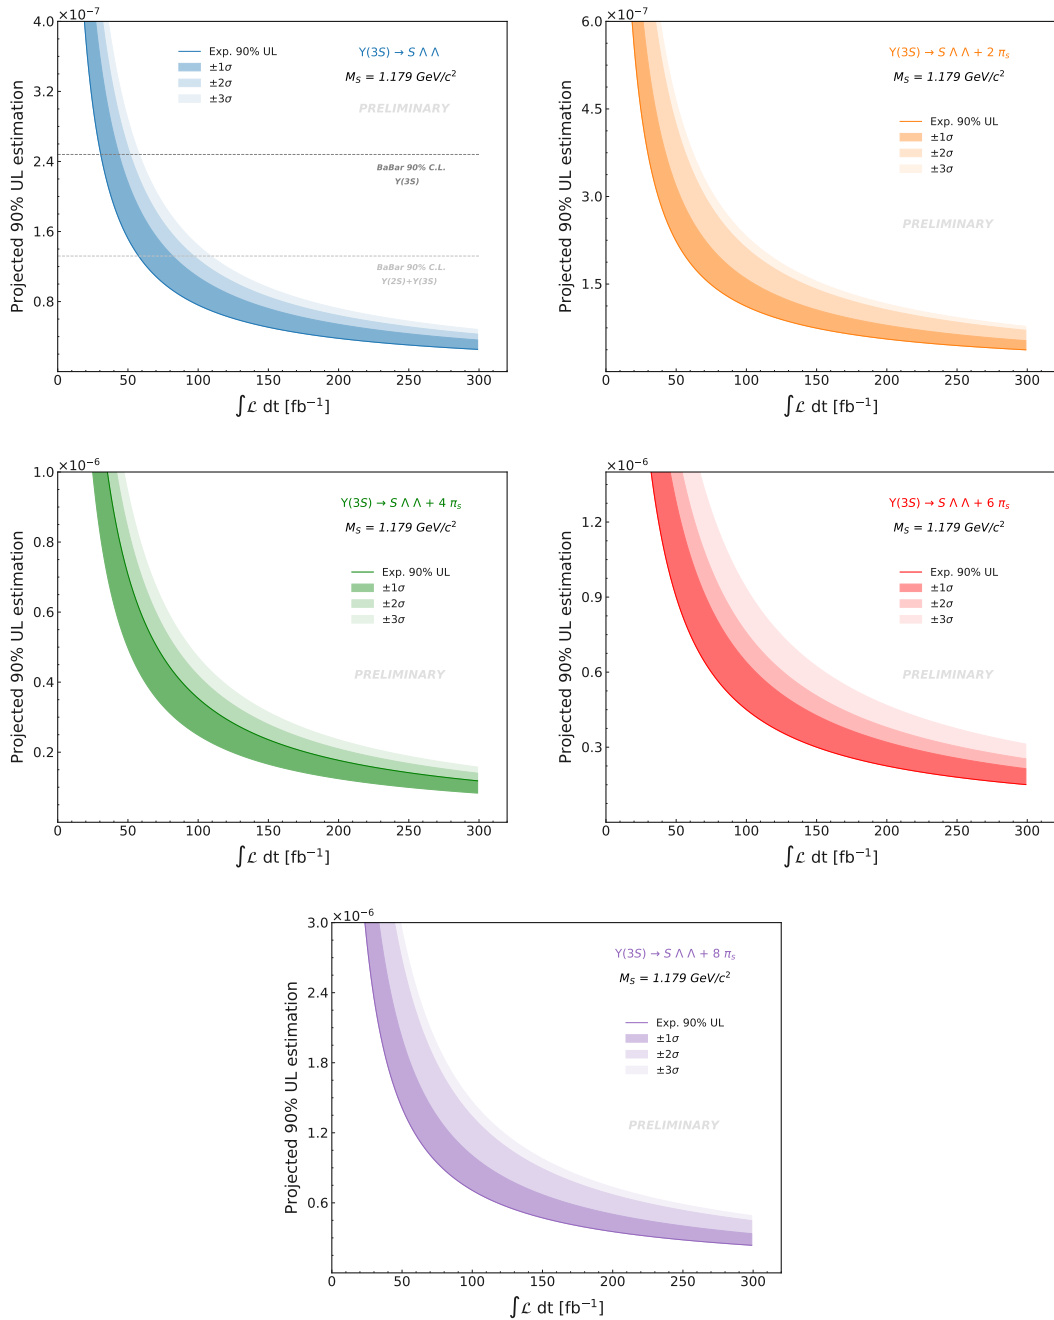 ×10⁻⁷
Projected 90% UL estimation
4.0
3.2
2.4
1.6
0.8
Exp. 90% UL
±1σ
±2σ
±3σ
Υ(3S) → S Λ Λ
M_S = 1.179 GeV/c²
PRELIMINARY
BaBar 90% C.L.
Υ(3S)
BaBar 90% C.L.
Υ(2S)+Υ(3S)
0 50 100 150 200 250 300
∫ℒ dt [fb⁻¹]
×10⁻⁷
Projected 90% UL estimation
6.0
4.5
3.0
1.5
Υ(3S) → S Λ Λ + 2 π_s
M_S = 1.179 GeV/c²
Exp. 90% UL
±1σ
±2σ
±3σ
PRELIMINARY
0 50 100 150 200 250 300
∫ℒ dt [fb⁻¹]
×10⁻⁶
Projected 90% UL estimation
1.0
0.8
0.6
0.4
0.2
Υ(3S) → S Λ Λ + 4 π_s
M_S = 1.179 GeV/c²
Exp. 90% UL
±1σ
±2σ
±3σ
PRELIMINARY
0 50 100 150 200 250 300
∫ℒ dt [fb⁻¹]
×10⁻⁶
Projected 90% UL estimation
1.2
0.9
0.6
0.3
Υ(3S) → S Λ Λ + 6 π_s
M_S = 1.179 GeV/c²
Exp. 90% UL
±1σ
±2σ
±3σ
PRELIMINARY
0 50 100 150 200 250 300
∫ℒ dt [fb⁻¹]
×10⁻⁶
Projected 90% UL estimation
3.0
2.4
1.8
1.2
0.6
Υ(3S) → S Λ Λ + 8 π_s
M_S = 1.179 GeV/c²
Exp. 90% UL
±1σ
±2σ
±3σ
PRELIMINARY
0 50 100 150 200 250 300
∫ℒ dt [fb⁻¹]